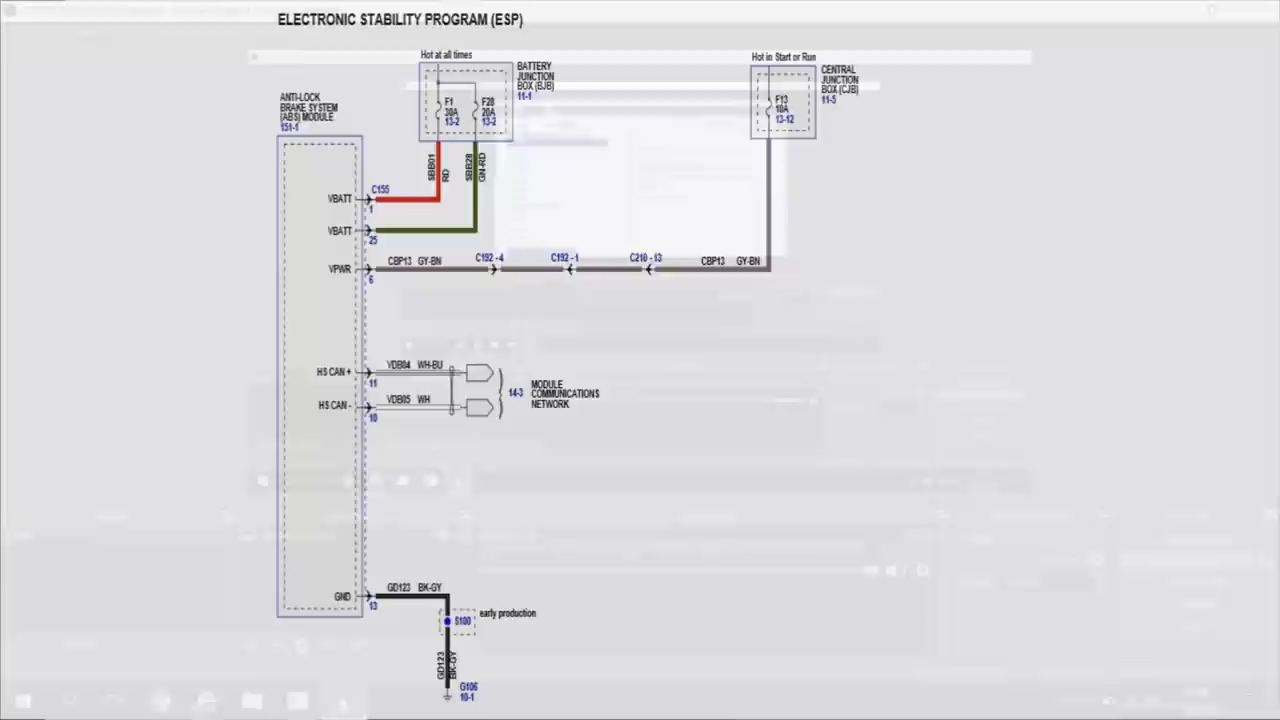 ELECTRONIC STABILITY PROGRAM (ESP)
Hot at all times
BATTERY
JUNCTION
BOX (BJB)
11-1
F1
30A
13-2
F28
20A
13-2
Hot in Start or Run
CENTRAL
JUNCTION
BOX (CJB)
11-5
F13
10A
13-12
ANTI-LOCK
BRAKE SYSTEM
(ABS) MODULE
151-1
SBB01
RD
SBB28
GN-RD
VBATT
C155
1
VBATT
25
VPWR
6
CBP13 GY-BN
C192 - 4
C192 - 1
C210 - 13
CBP13 GY-BN
HS CAN +
11
VDB04 WH-BU
HS CAN -
10
VDB05 WH
14-3
MODULE
COMMUNICATIONS
NETWORK
GND
13
GD123 BK-GY
S100
early production
GD123
BK-GY
G106
10-1